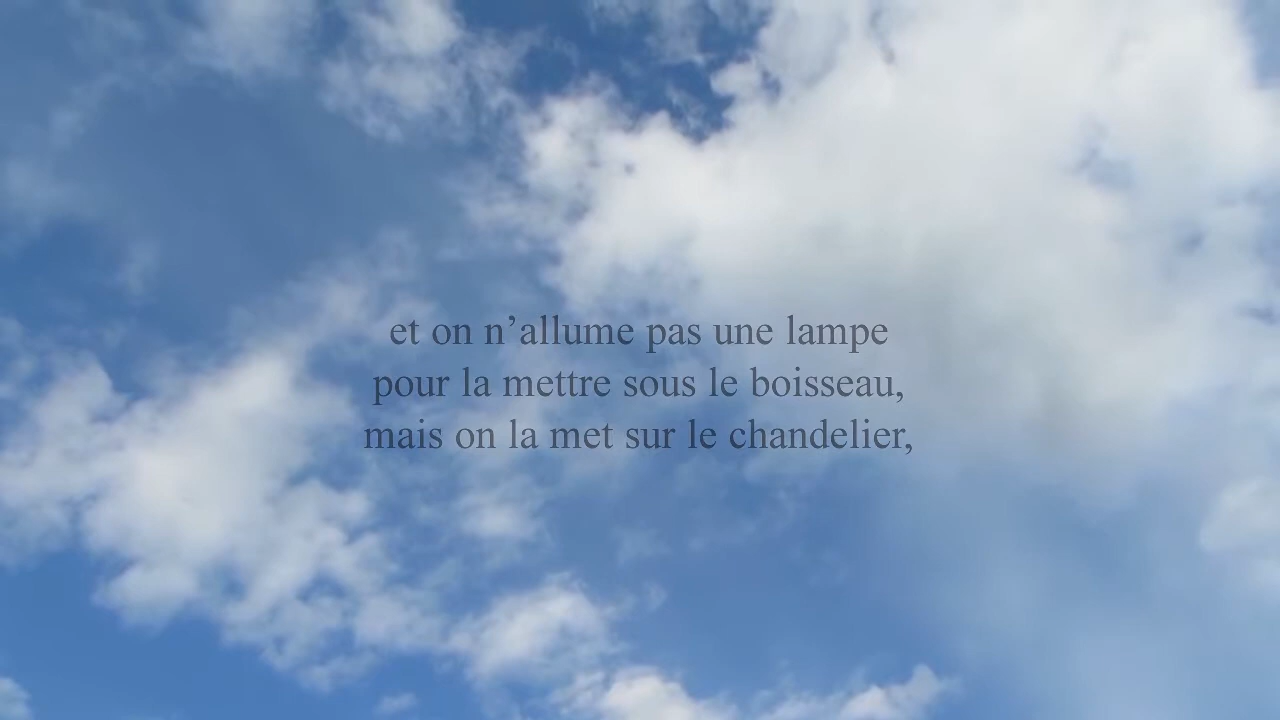 et on n’allume pas une lampe
pour la mettre sous le boisseau,
mais on la met sur le chandelier,